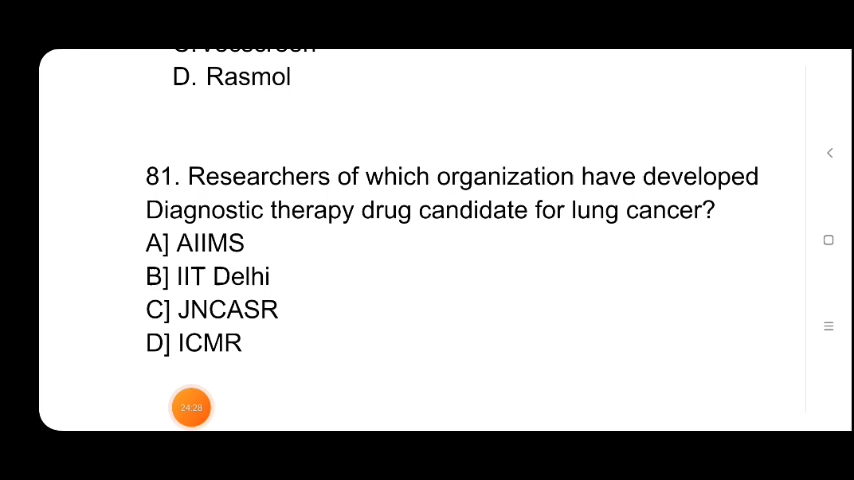 D. Rasmol
81. Researchers of which organization have developed
Diagnostic therapy drug candidate for lung cancer?
A] AIIMS
B] IIT Delhi
C] JNCASR
D] ICMR
24:28